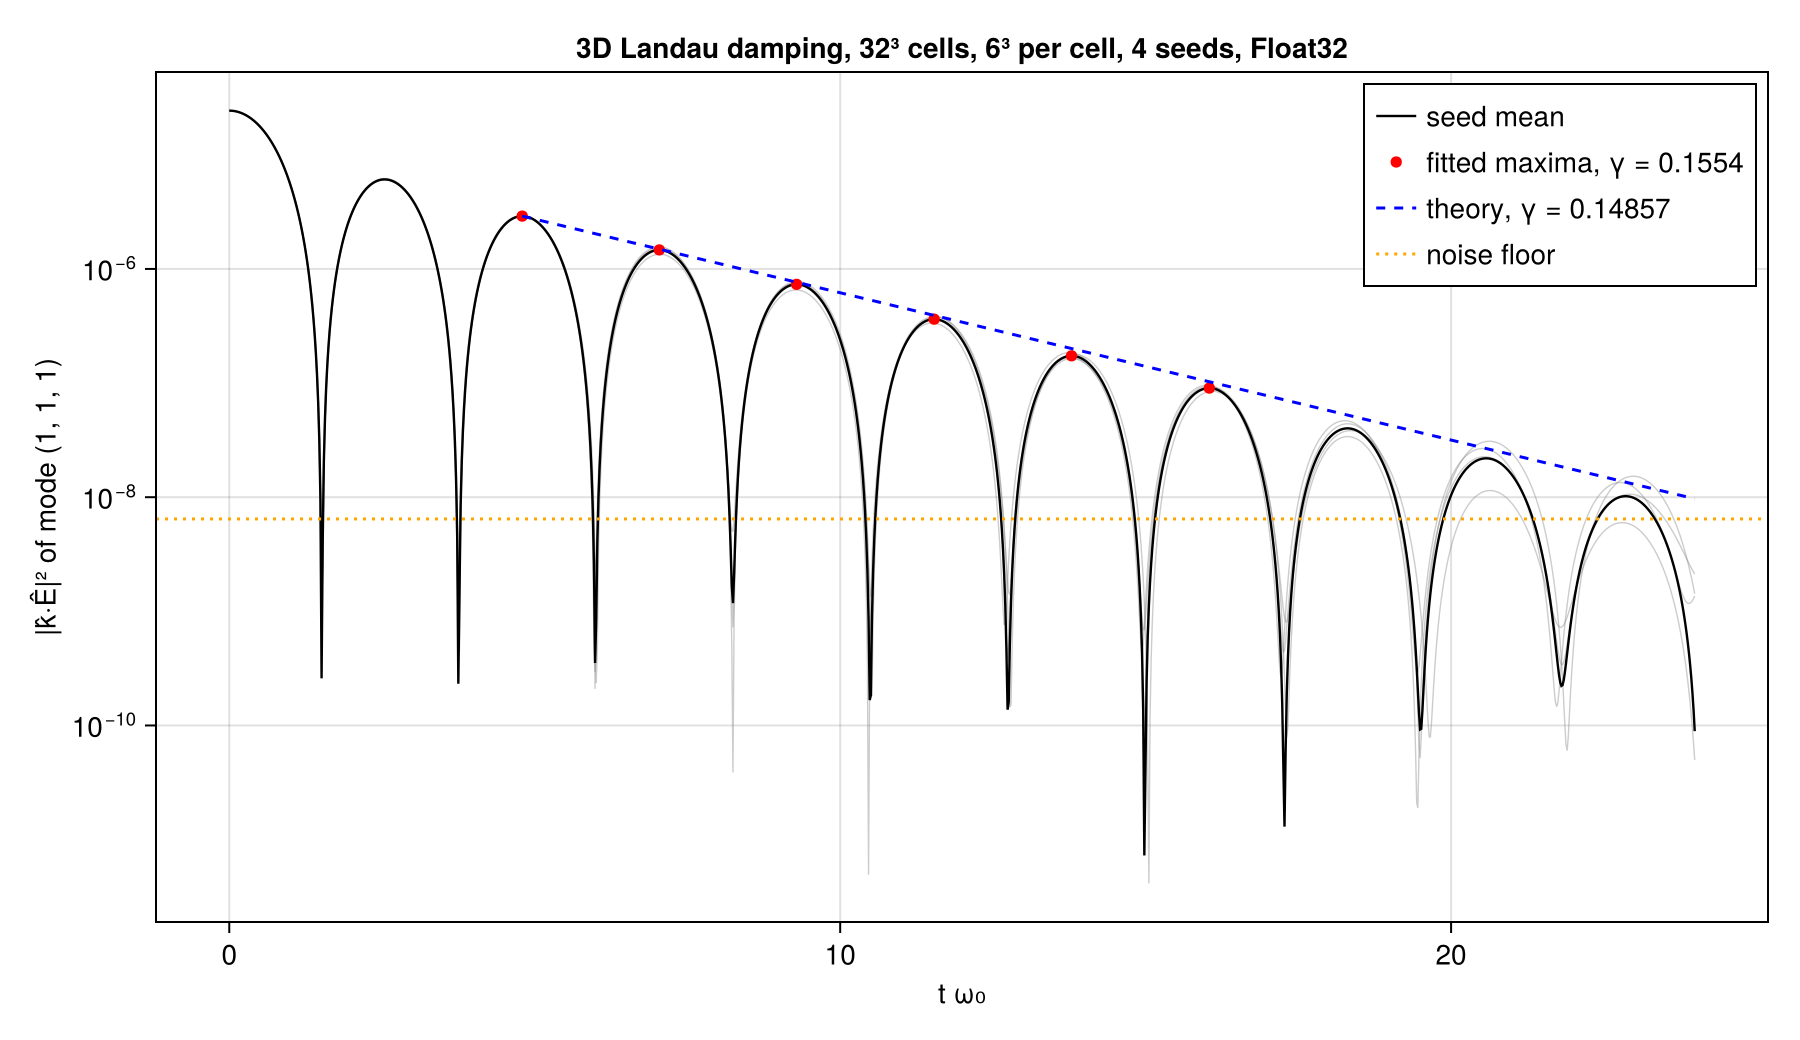 3D Landau damping, 32³ cells, 6³ per cell, 4 seeds, Float32
seed mean
fitted maxima, γ = 0.1554
theory, γ = 0.14857
noise floor
|k̂·Ê|² of mode (1, 1, 1)
10⁻⁶
10⁻⁸
10⁻¹⁰
0
10
20
t ω₀